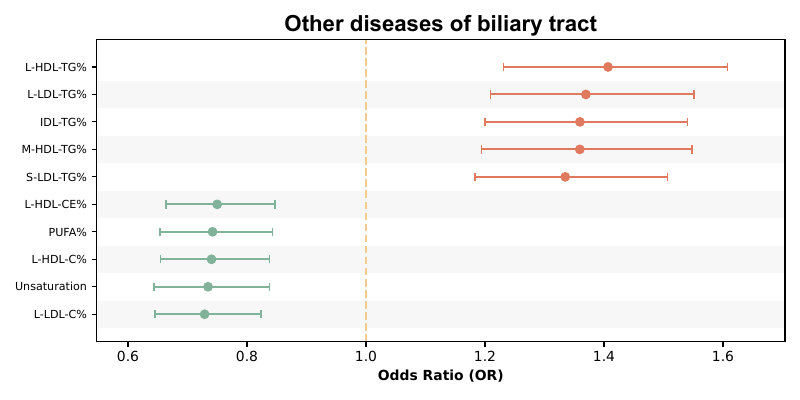 Other diseases of biliary tract
L-HDL-TG%
L-LDL-TG%
IDL-TG%
M-HDL-TG%
S-LDL-TG%
L-HDL-CE%
PUFA%
L-HDL-C%
Unsaturation
L-LDL-C%
0.6 0.8 1.0 1.2 1.4 1.6
Odds Ratio (OR)